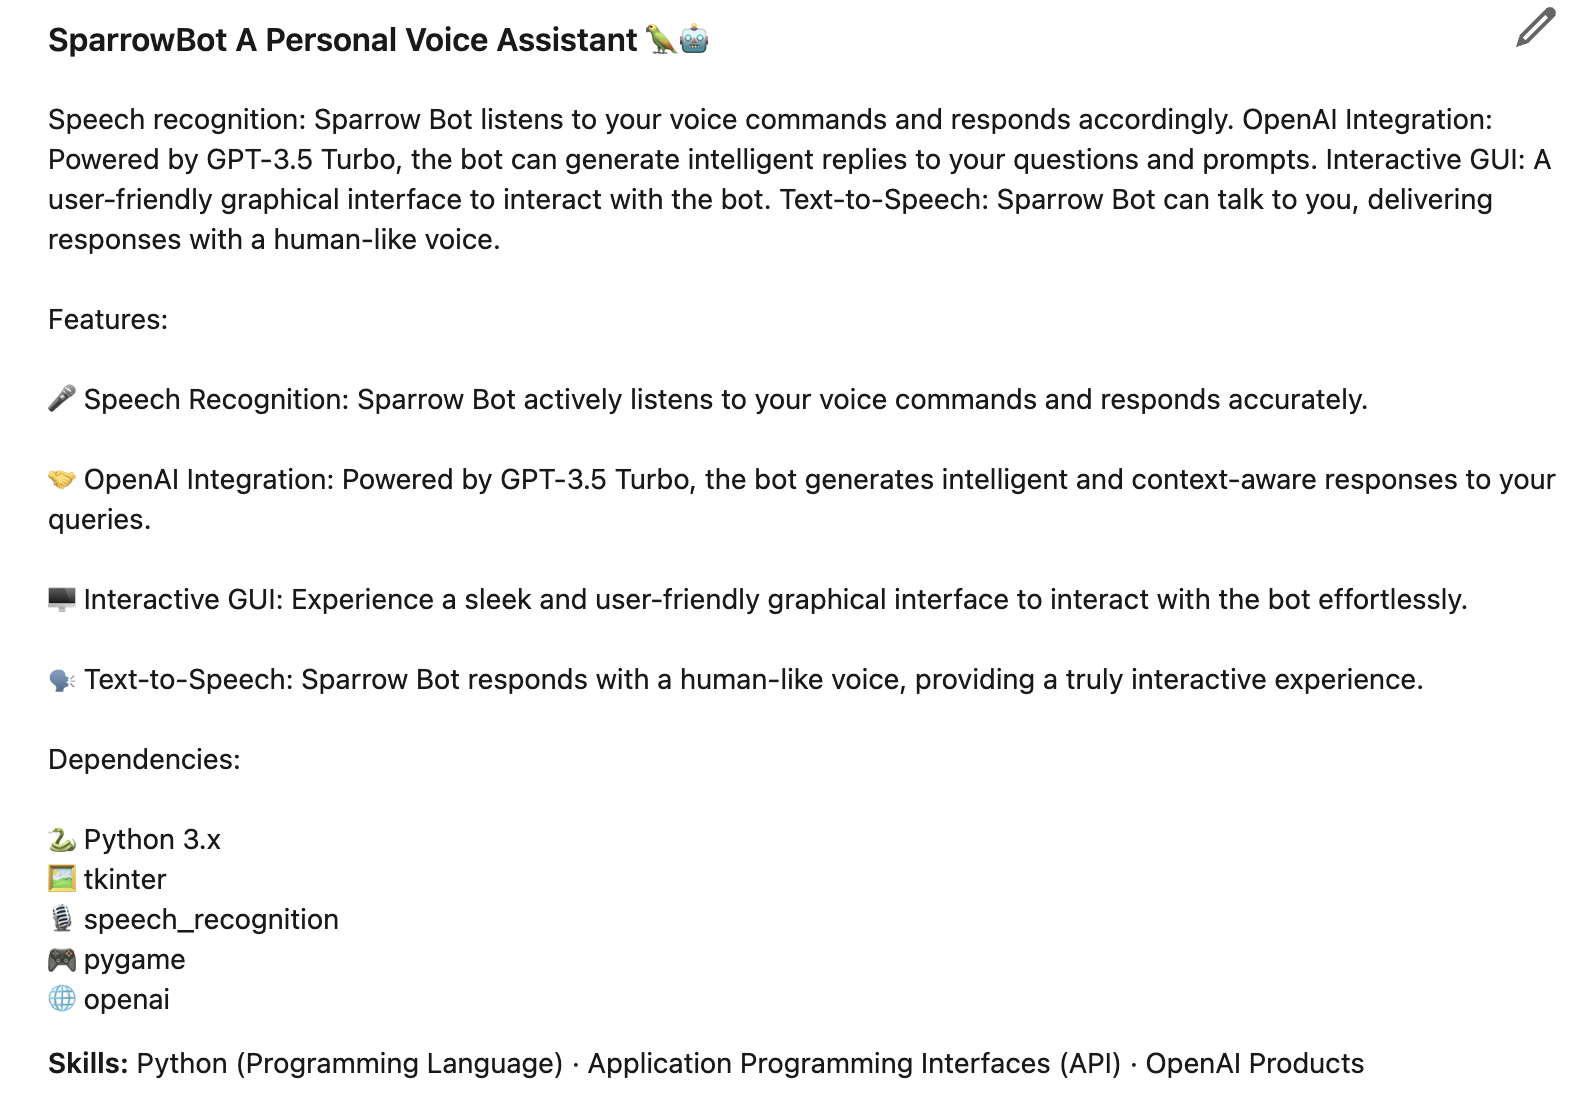 SparrowBot A Personal Voice Assistant 🦜🤖
Speech recognition: Sparrow Bot listens to your voice commands and responds accordingly. OpenAI Integration:
Powered by GPT-3.5 Turbo, the bot can generate intelligent replies to your questions and prompts. Interactive GUI: A
user-friendly graphical interface to interact with the bot. Text-to-Speech: Sparrow Bot can talk to you, delivering
responses with a human-like voice.
Features:
🎤 Speech Recognition: Sparrow Bot actively listens to your voice commands and responds accurately.
🤝 OpenAI Integration: Powered by GPT-3.5 Turbo, the bot generates intelligent and context-aware responses to your
queries.
🖥️ Interactive GUI: Experience a sleek and user-friendly graphical interface to interact with the bot effortlessly.
🗣️ Text-to-Speech: Sparrow Bot responds with a human-like voice, providing a truly interactive experience.
Dependencies:
🐍 Python 3.x
🖼️ tkinter
🎙️ speech_recognition
🎮 pygame
🌐 openai
Skills: Python (Programming Language) · Application Programming Interfaces (API) · OpenAI Products